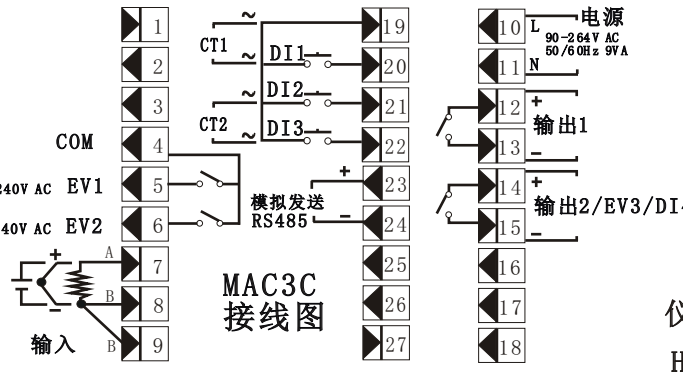 1
2
3
COM 4
240V AC EV1 5
40V AC EV2 6
+
A 7
B 8
−
输入 B 9
~ 19
CT1
~ DI1 20
~ DI2 21
CT2
~ DI3 22
+ 23
模拟发送
RS485
− 24
25
MAC3C
接线图
26
27
10 L 电源
90-264V AC
50/60Hz 9VA
11 N
12 +
输出1
13 −
14 +
输出2/EV3/DI4
15 −
16
17
18
仪
H